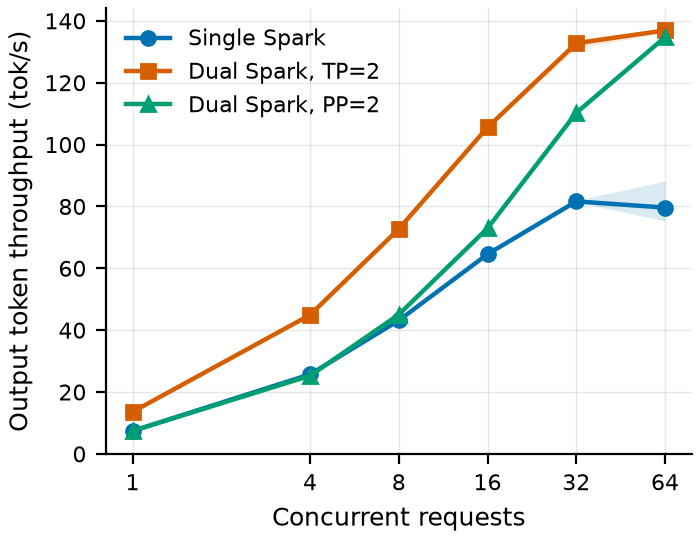 Output token throughput (tok/s)
140
120
100
80
60
40
20
0
Single Spark
Dual Spark, TP=2
Dual Spark, PP=2
1 4 8 16 32 64
Concurrent requests